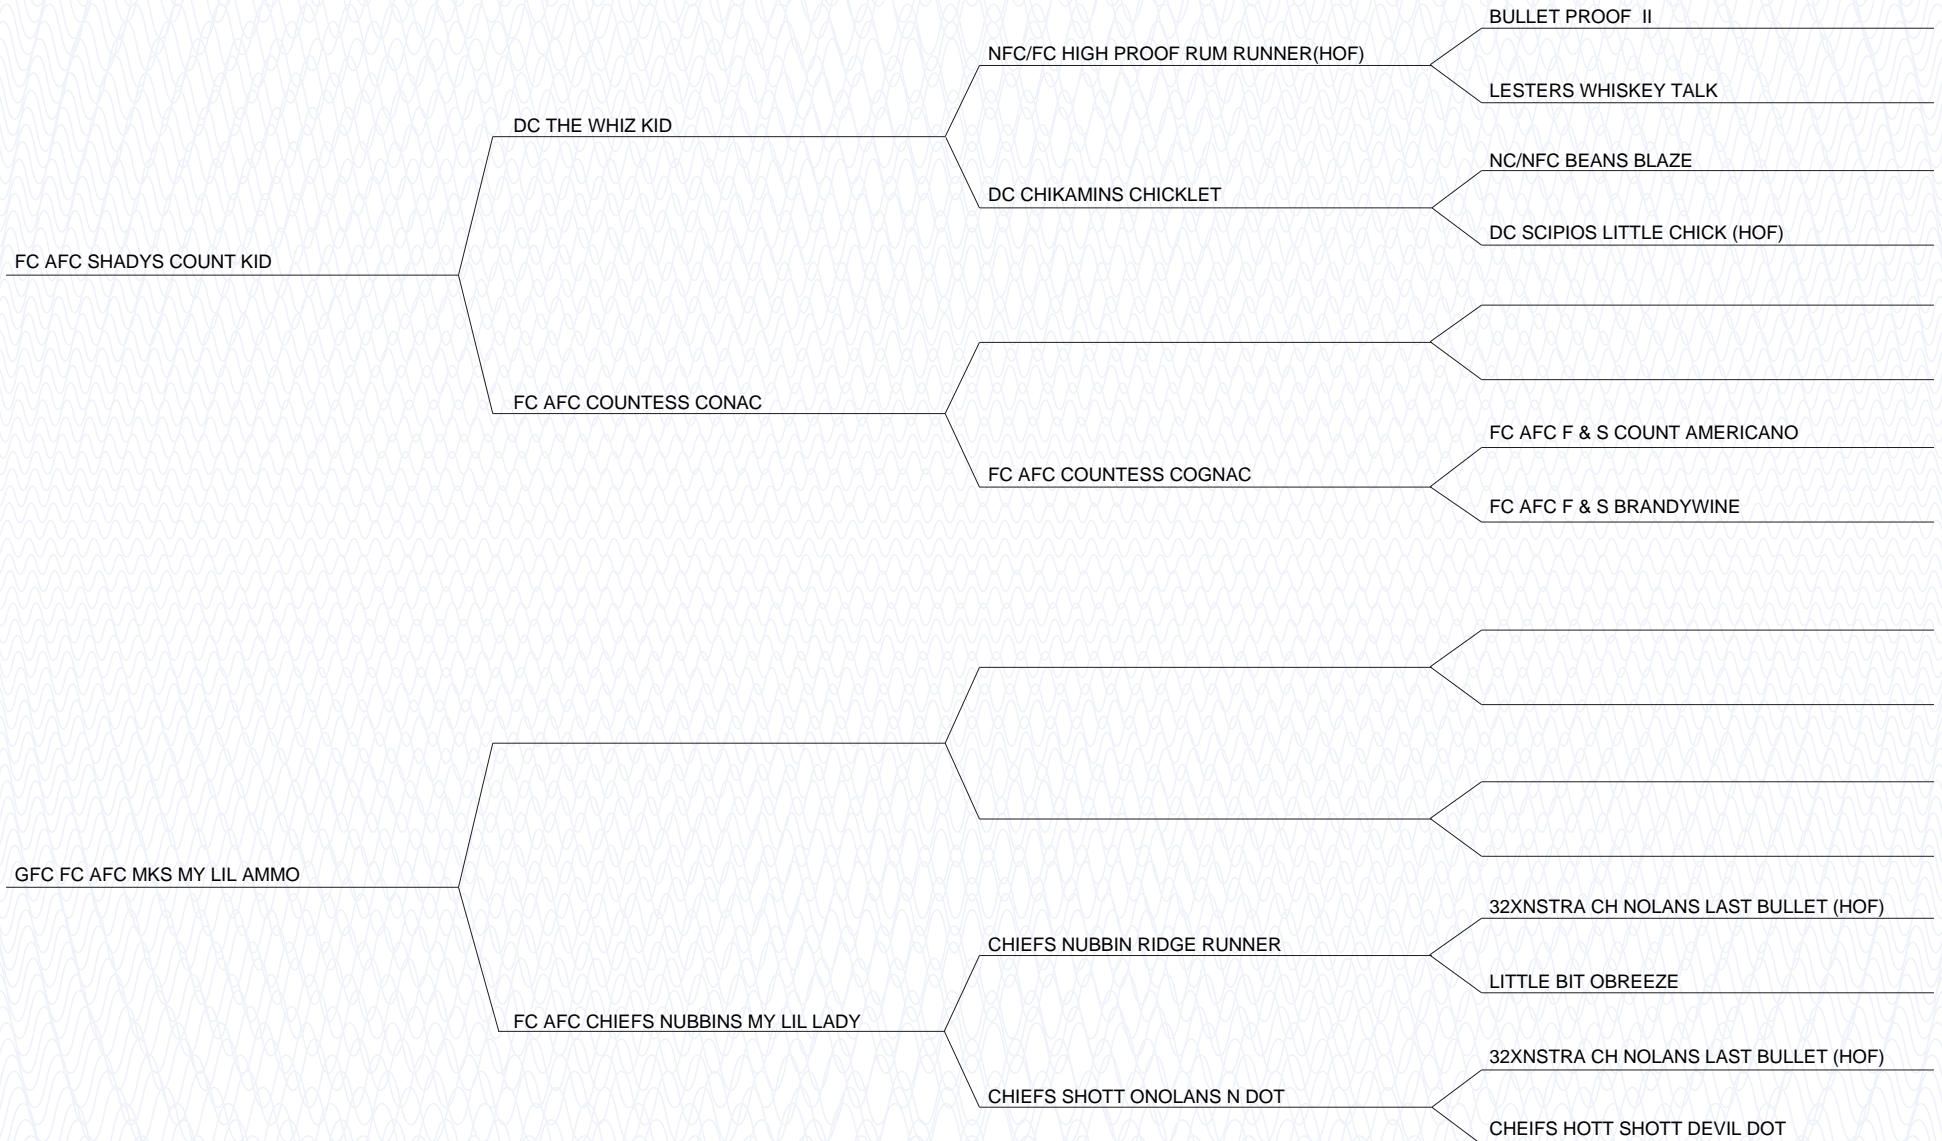 BULLET PROOF  II
NFC/FC HIGH PROOF RUM RUNNER(HOF)
LESTERS WHISKEY TALK
DC THE WHIZ KID
NC/NFC BEANS BLAZE
DC CHIKAMINS CHICKLET
DC SCIPIOS LITTLE CHICK (HOF)
FC AFC SHADYS COUNT KID
FC AFC COUNTESS CONAC
FC AFC F & S COUNT AMERICANO
FC AFC COUNTESS COGNAC
FC AFC F & S BRANDYWINE
GFC FC AFC MKS MY LIL AMMO
32XNSTRA CH NOLANS LAST BULLET (HOF)
CHIEFS NUBBIN RIDGE RUNNER
LITTLE BIT OBREEZE
FC AFC CHIEFS NUBBINS MY LIL LADY
32XNSTRA CH NOLANS LAST BULLET (HOF)
CHIEFS SHOTT ONOLANS N DOT
CHEIFS HOTT SHOTT DEVIL DOT